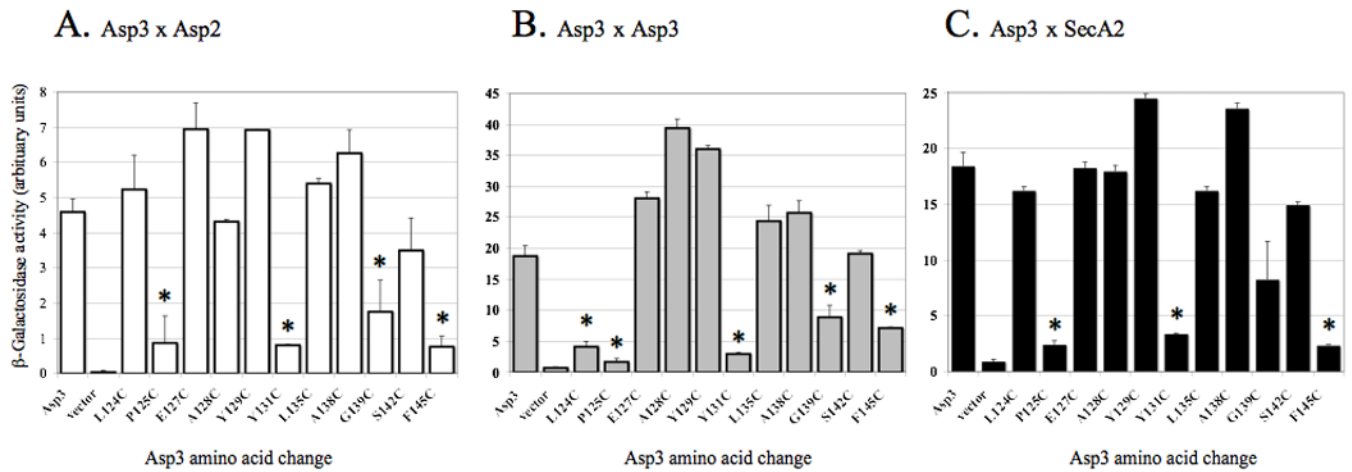 A. Asp3 x Asp2
B. Asp3 x Asp3
C. Asp3 x SecA2
β-Galactosidase activity (arbituary units)
8
7
6
5
4
3
2
1
0
*
*
*
*
Asp3
vector
L124C
P125C
E127C
A128C
Y129C
Y131C
L135C
A138C
G139C
S142C
F145C
Asp3 amino acid change
45
40
35
30
25
20
15
10
5
0
*
*
*
*
*
Asp3
vector
L124C
P125C
E127C
A128C
Y129C
Y131C
L135C
A138C
G139C
S142C
F145C
Asp3 amino acid change
25
20
15
10
5
0
*
*
*
Asp3
vector
L124C
P125C
E127C
A128C
Y129C
Y131C
L135C
A138C
G139C
S142C
F145C
Asp3 amino acid change